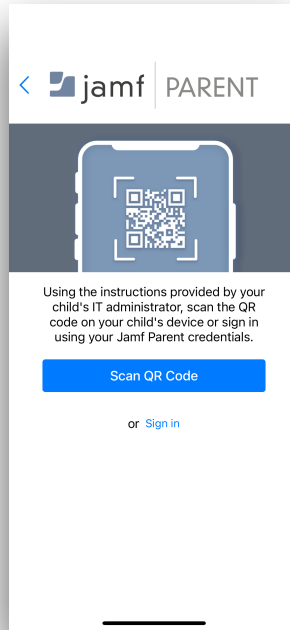 jamf PARENT
Using the instructions provided by your
child's IT administrator, scan the QR
code on your child's device or sign in
using your Jamf Parent credentials.
Scan QR Code
or Sign in